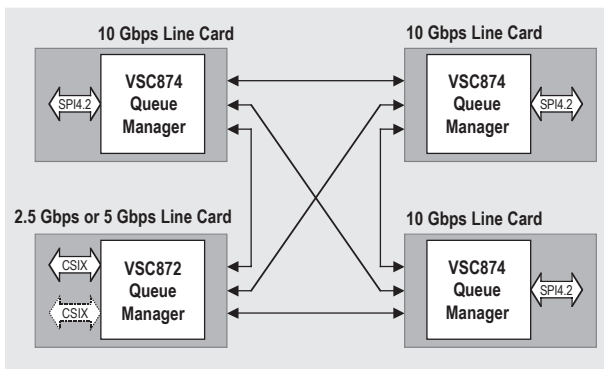 10 Gbps Line Card
SPI4.2
VSC874
Queue
Manager
10 Gbps Line Card
VSC874
Queue
Manager
SPI4.2
2.5 Gbps or 5 Gbps Line Card
CSIX
CSIX
VSC872
Queue
Manager
10 Gbps Line Card
VSC874
Queue
Manager
SPI4.2